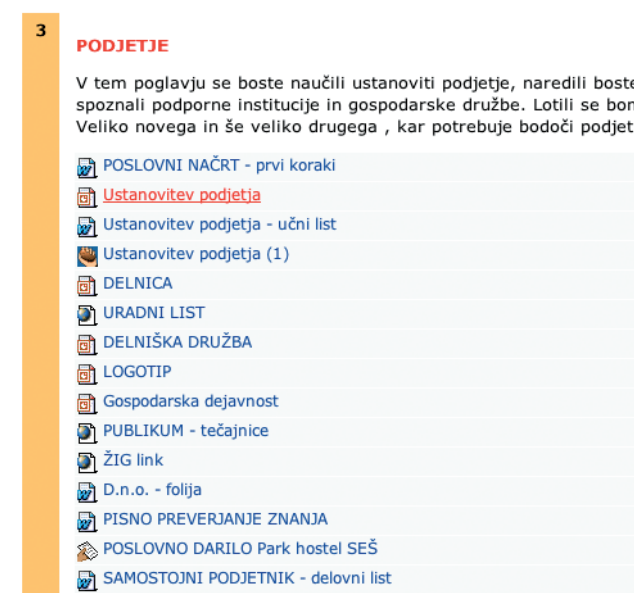 3
PODJETJE
V tem poglavju se boste naučili ustanoviti podjetje, naredili boste
spoznali podporne institucije in gospodarske družbe. Lotili se
Veliko novega in še veliko drugega , kar potrebuje bodoči
POSLOVNI NAČRT - prvi koraki
Ustanovitev podjetja
Ustanovitev podjetja - učni list
Ustanovitev podjetja (1)
DELNICA
URADNI LIST
DELNIŠKA DRUŽBA
LOGOTIP
Gospodarska dejavnost
PUBLIKUM - tečajnice
ŽIG link
D.n.o. - folija
PISNO PREVERJANJE ZNANJA
POSLOVNO DARILO Park hostel SEŠ
SAMOSTOJNI PODJETNIK - delovni list